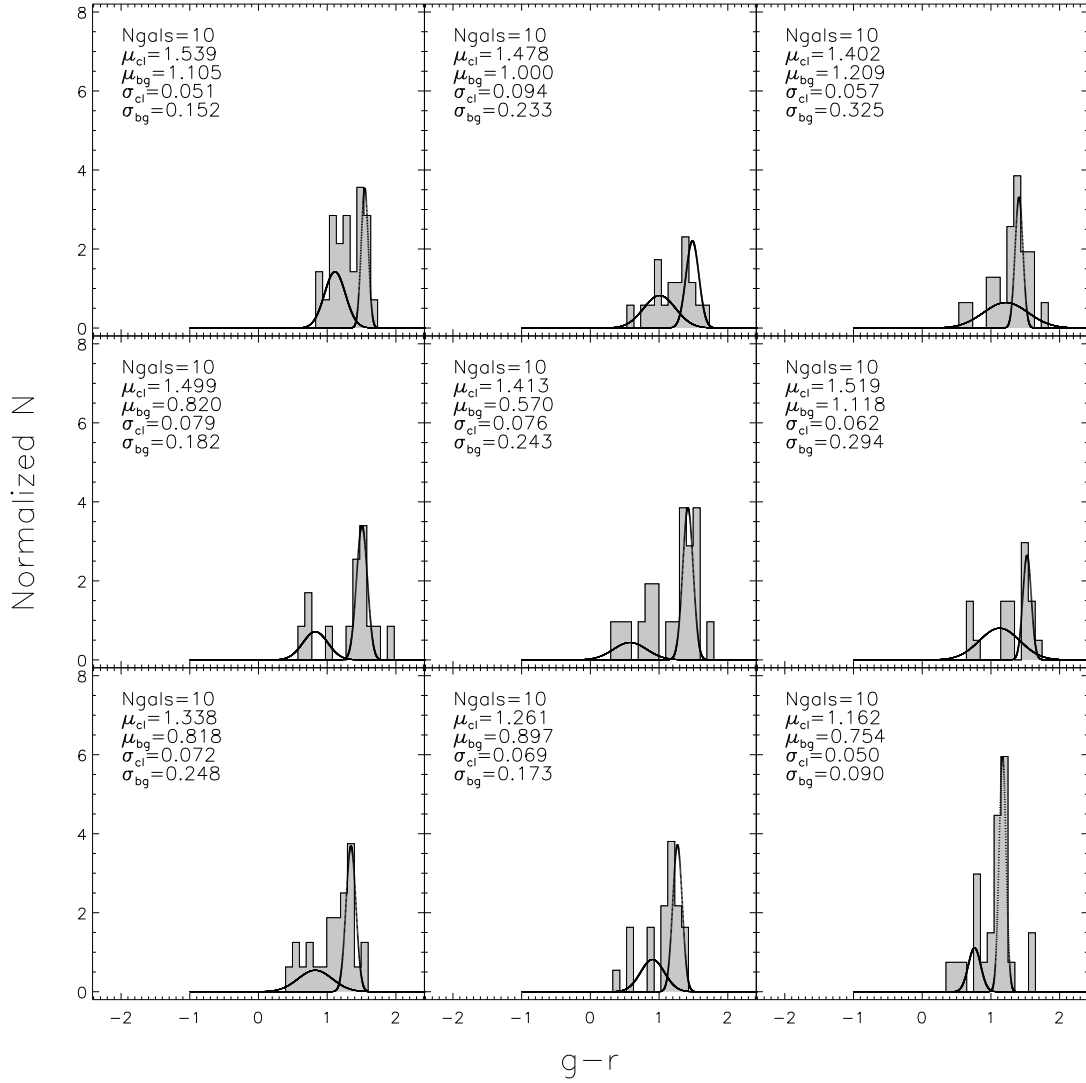 8
6
4
2
0
Ngals=10
μcl=1.539
μbg=1.105
σcl=0.051
σbg=0.152
Ngals=10
μcl=1.478
μbg=1.000
σcl=0.094
σbg=0.233
Ngals=10
μcl=1.402
μbg=1.209
σcl=0.057
σbg=0.325
8
6
4
2
0
Ngals=10
μcl=1.499
μbg=0.820
σcl=0.079
σbg=0.182
Ngals=10
μcl=1.413
μbg=0.570
σcl=0.076
σbg=0.243
Ngals=10
μcl=1.519
μbg=1.118
σcl=0.062
σbg=0.294
Normalized N
8
6
4
2
0
Ngals=10
μcl=1.338
μbg=0.818
σcl=0.072
σbg=0.248
Ngals=10
μcl=1.261
μbg=0.897
σcl=0.069
σbg=0.173
Ngals=10
μcl=1.162
μbg=0.754
σcl=0.050
σbg=0.090
−2 −1 0 1 2 −2 −1 0 1 2 −2 −1 0 1 2
g−r